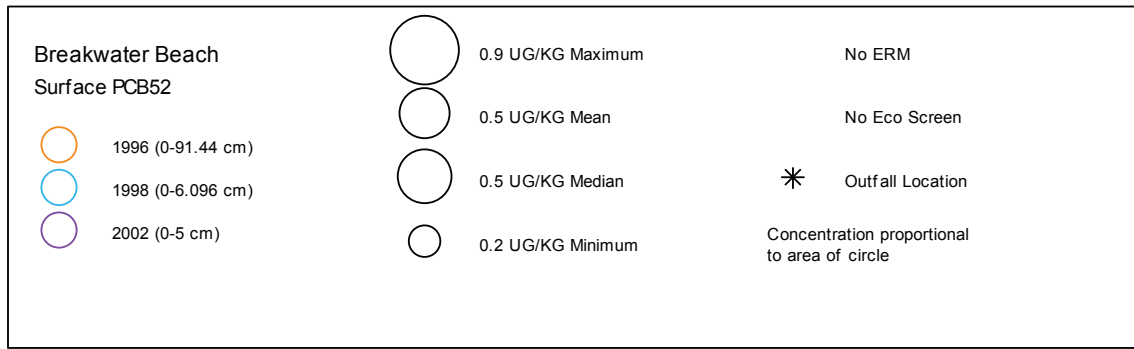 Breakwater Beach
Surface PCB52
1996 (0-91.44 cm)
1998 (0-6.096 cm)
2002 (0-5 cm)
0.9 UG/KG Maximum
0.5 UG/KG Mean
0.5 UG/KG Median
0.2 UG/KG Minimum
No ERM
No Eco Screen
Outfall Location
Concentration proportional
to area of circle